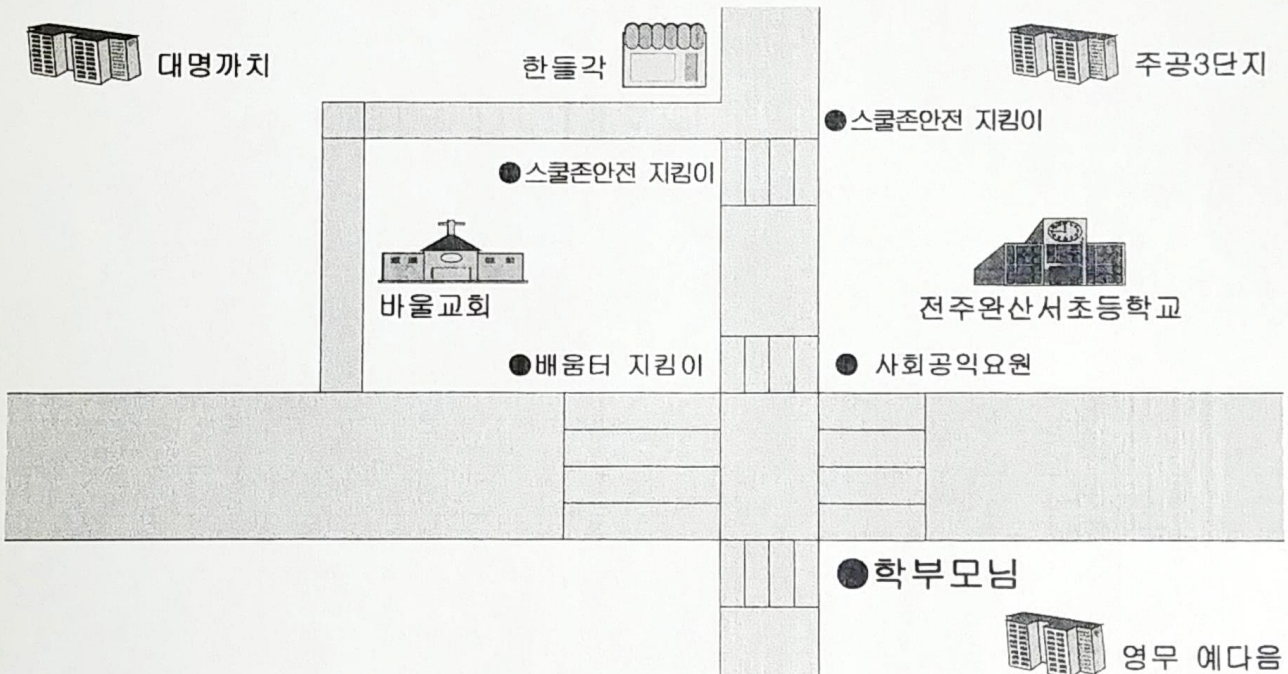 대명까치
한들각
주공3단지
●스쿨존안전 지킴이
●스쿨존안전 지킴이
바울교회
전주완산서초등학교
●배움터 지킴이
● 사회공익요원
●학부모님
영무 예다음